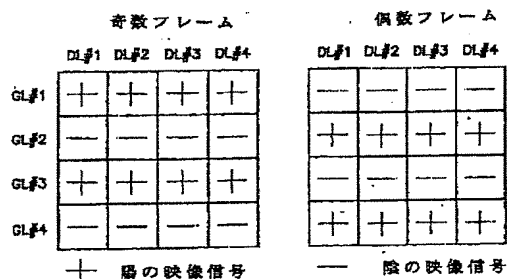 奇数フレーム
偶数フレーム
DL#1 DL#2 DL#3 DL#4
DL#1 DL#2 DL#3 DL#4
GL#1 + + + + − − − −
GL#2 − − − − + + + +
GL#3 + + + + − − − −
GL#4 − − − − + + + +
+ 陽の映像信号
− 陰の映像信号